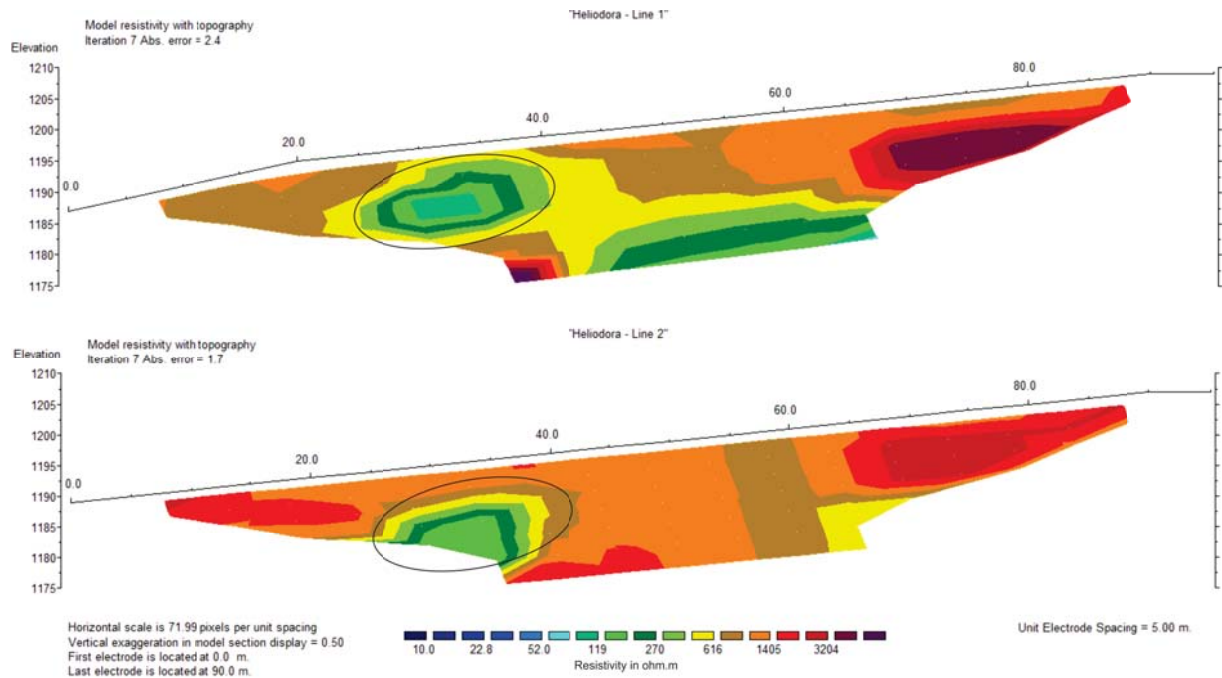 "Heliodora - Line 1"
Model resistivity with topography
Iteration 7 Abs. error = 2.4
Elevation
1210
1205
1200
1195
1190
1185
1180
1175
0.0
20.0
40.0
60.0
80.0
"Heliodora - Line 2"
Model resistivity with topography
Iteration 7 Abs. error = 1.7
Elevation
1210
1205
1200
1195
1190
1185
1180
1175
0.0
20.0
40.0
60.0
80.0
Horizontal scale is 71.99 pixels per unit spacing
Vertical exaggeration in model section display = 0.50
First electrode is located at 0.0 m.
Last electrode is located at 90.0 m.
10.0 22.8 52.0 119 270 616 1405 3204
Resistivity in ohm.m
Unit Electrode Spacing = 5.00 m.